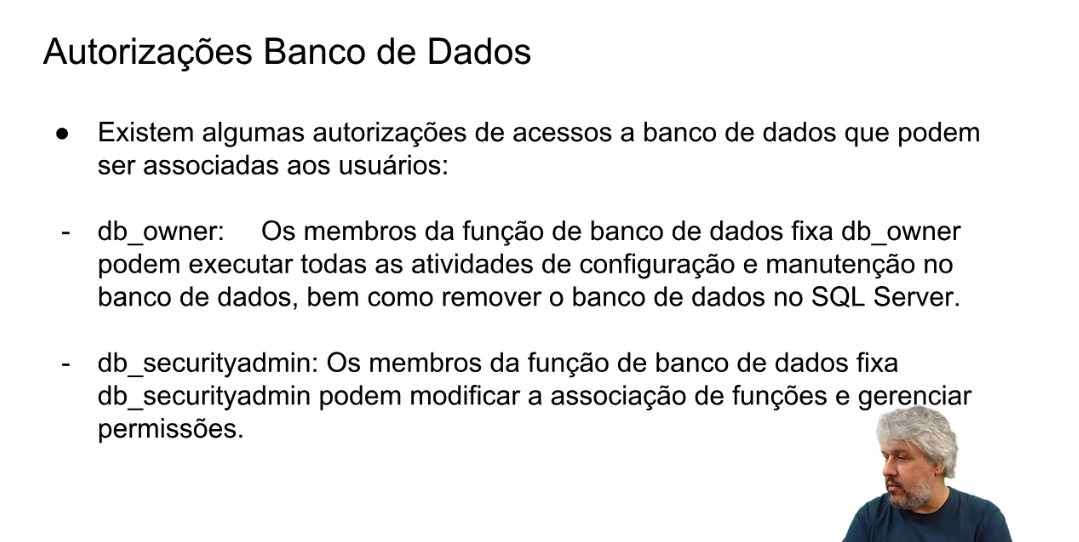 Autorizações Banco de Dados
● Existem algumas autorizações de acessos a banco de dados que podem
ser associadas aos usuários:
- db_owner: Os membros da função de banco de dados fixa db_owner
podem executar todas as atividades de configuração e manutenção no
banco de dados, bem como remover o banco de dados no SQL Server.
- db_securityadmin: Os membros da função de banco de dados fixa
db_securityadmin podem modificar a associação de funções e gerenciar
permissões.